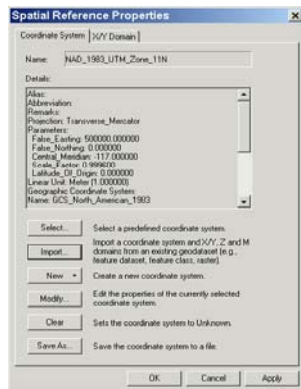 Spatial Reference Properties
Coordinate System X/Y Domain
Name: NAD_1983_UTM_Zone_11N
Details:
Alias:
Abbreviation:
Remarks:
Projection: Transverse_Mercator
Parameters:
False_Easting: 500000.000000
False_Northing: 0.000000
Central_Meridian: -117.000000
Scale_Factor: 0.999600
Latitude_Of_Origin: 0.000000
Linear Unit: Meter (1.000000)
Geographic Coordinate System:
Name: GCS_North_American_1983
Select... Select a predefined coordinate system.
Import... Import a coordinate system and X/Y, Z and M
domain from an existing geodataset (e.g.,
feature dataset, feature class, raster).
New Create a new coordinate system.
Modify... Edit the properties of the currently selected
coordinate system.
Clear Sets the coordinate system to Unknown.
Save As... Save the coordinate system to a file.
OK Cancel Apply